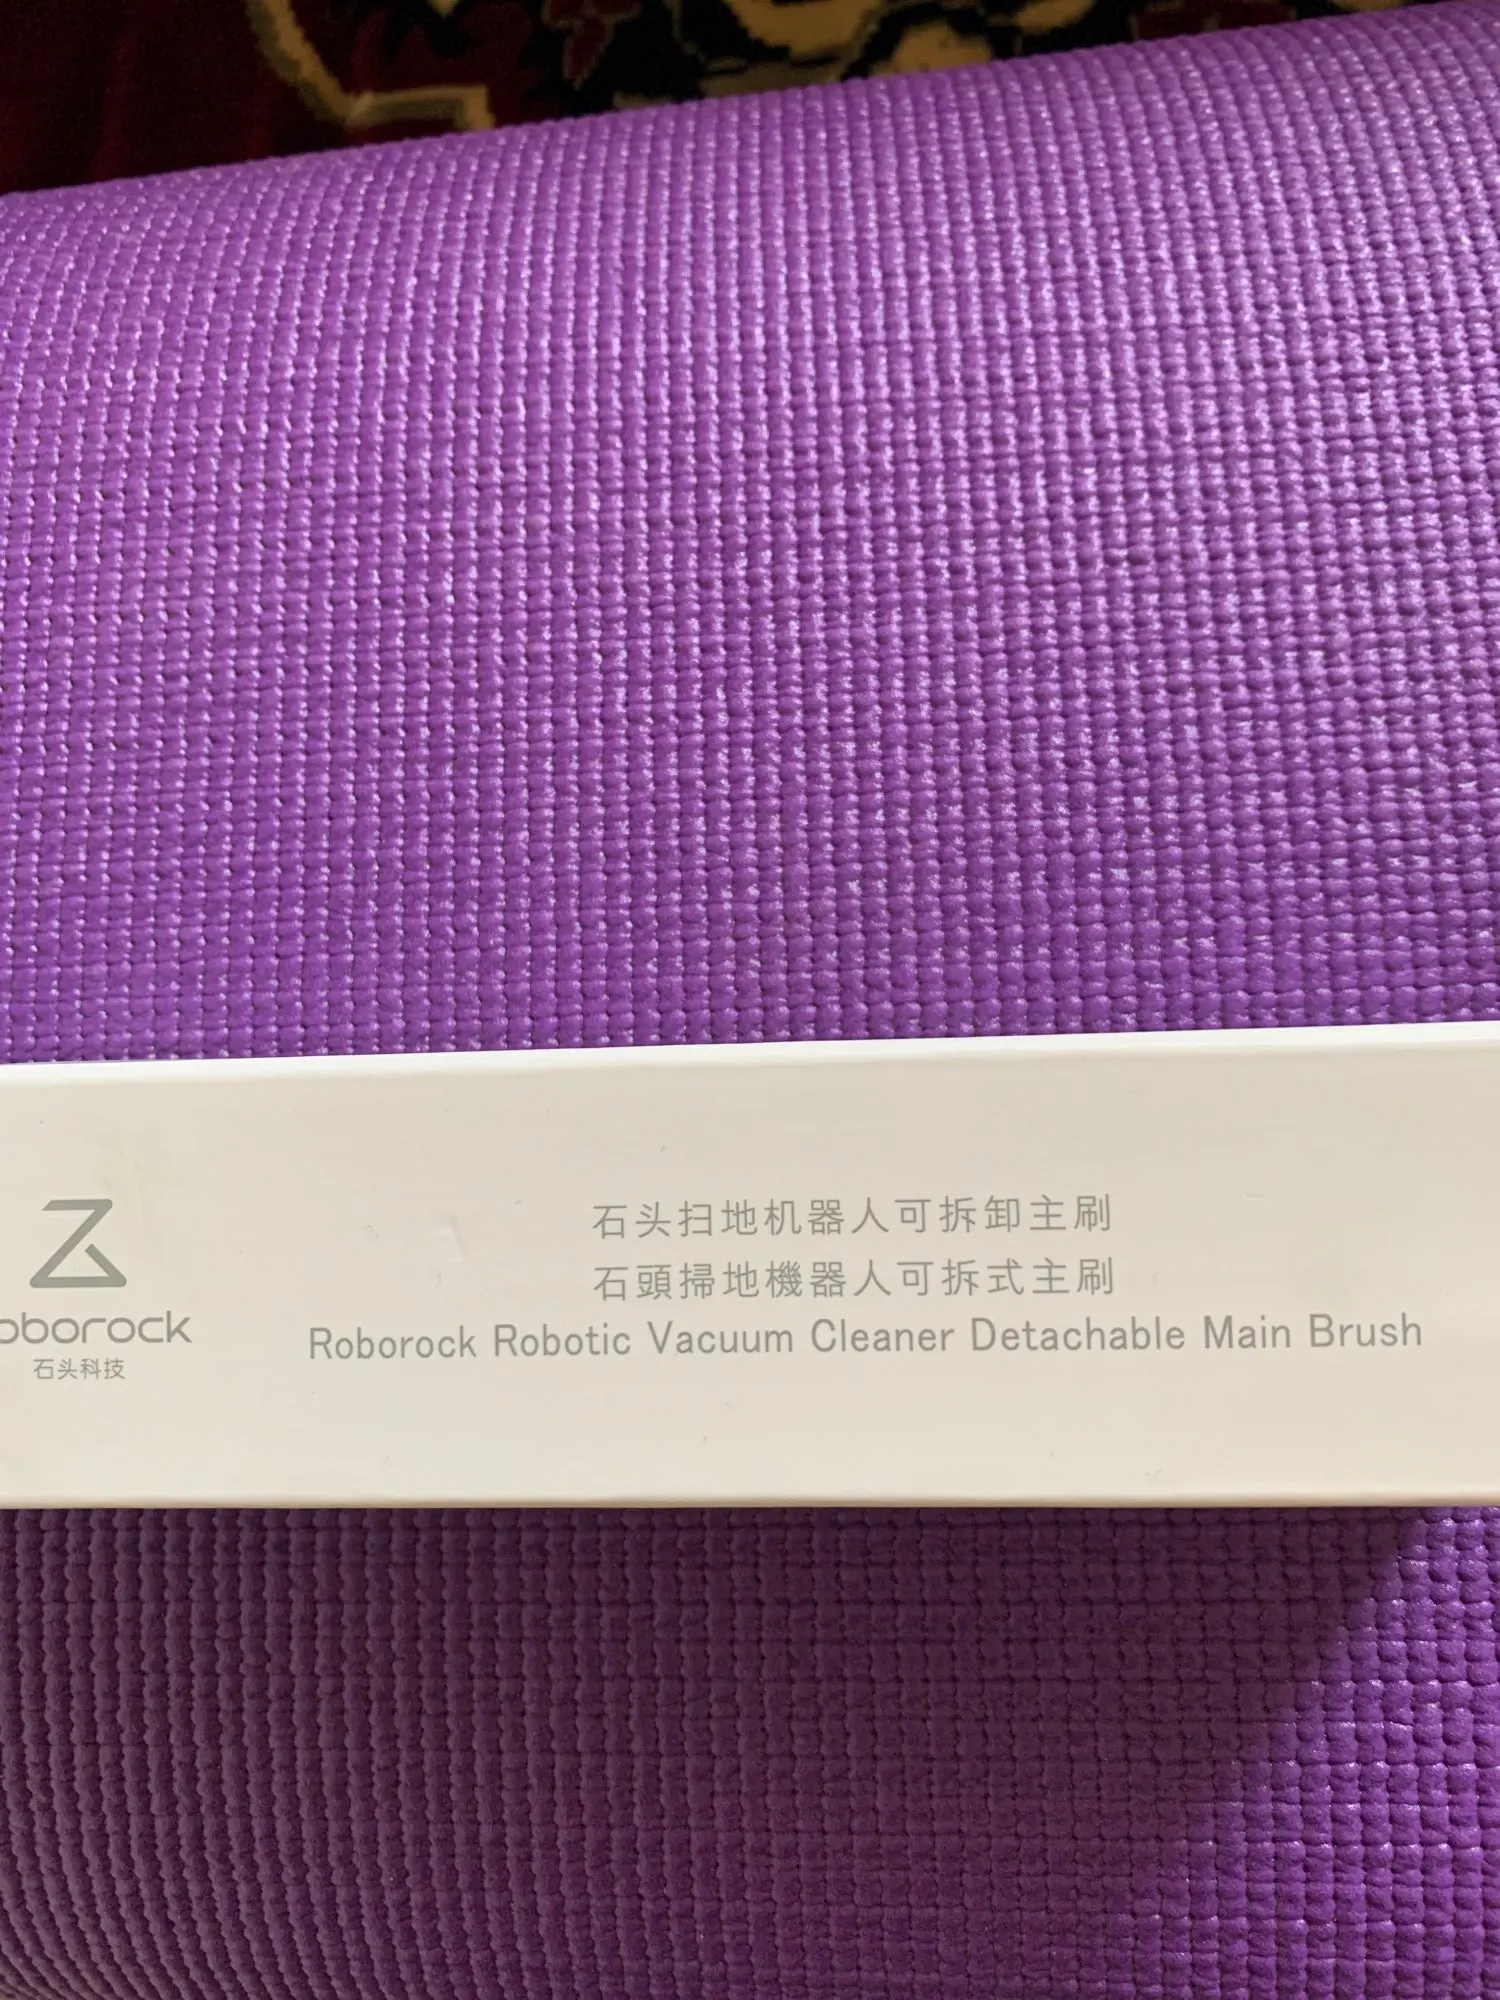 oborock
石头科技
石头扫地机器人可拆卸主刷
石頭掃地機器人可拆式主刷
Roborock Robotic Vacuum Cleaner Detachable Main Brush